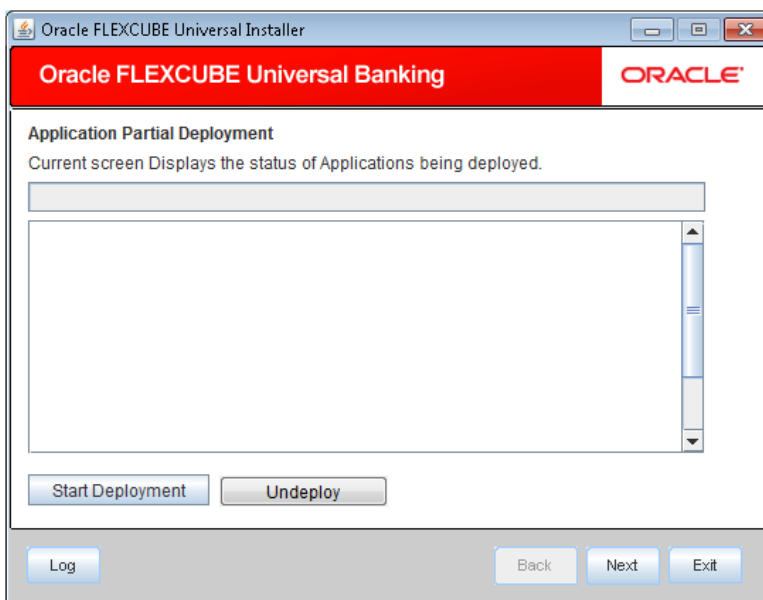 Oracle FLEXCUBE Universal Installer
Oracle FLEXCUBE Universal Banking
ORACLE
Application Partial Deployment
Current screen Displays the status of Applications being deployed.
Start Deployment Undeploy
Log Back Next Exit